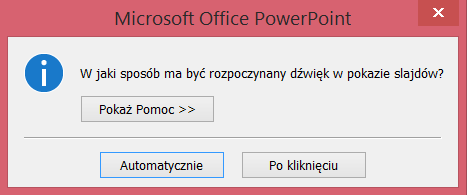 Microsoft Office PowerPoint
W jaki sposób ma być rozpoczynany dźwięk w pokazie slajdów?
Pokaż Pomoc >>
Automatycznie
Po kliknięciu